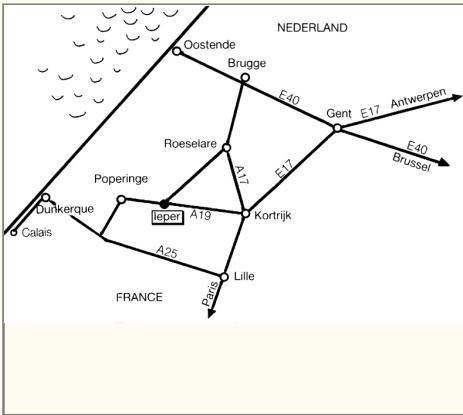 NEDERLAND
Oostende
Brugge
E40
Gent
E17
Antwerpen
E40
Brussel
Roeselare
A17
E17
Poperinge
Dunkerque
Ieper
A19
Kortrijk
Calais
A25
Lille
FRANCE
Paris